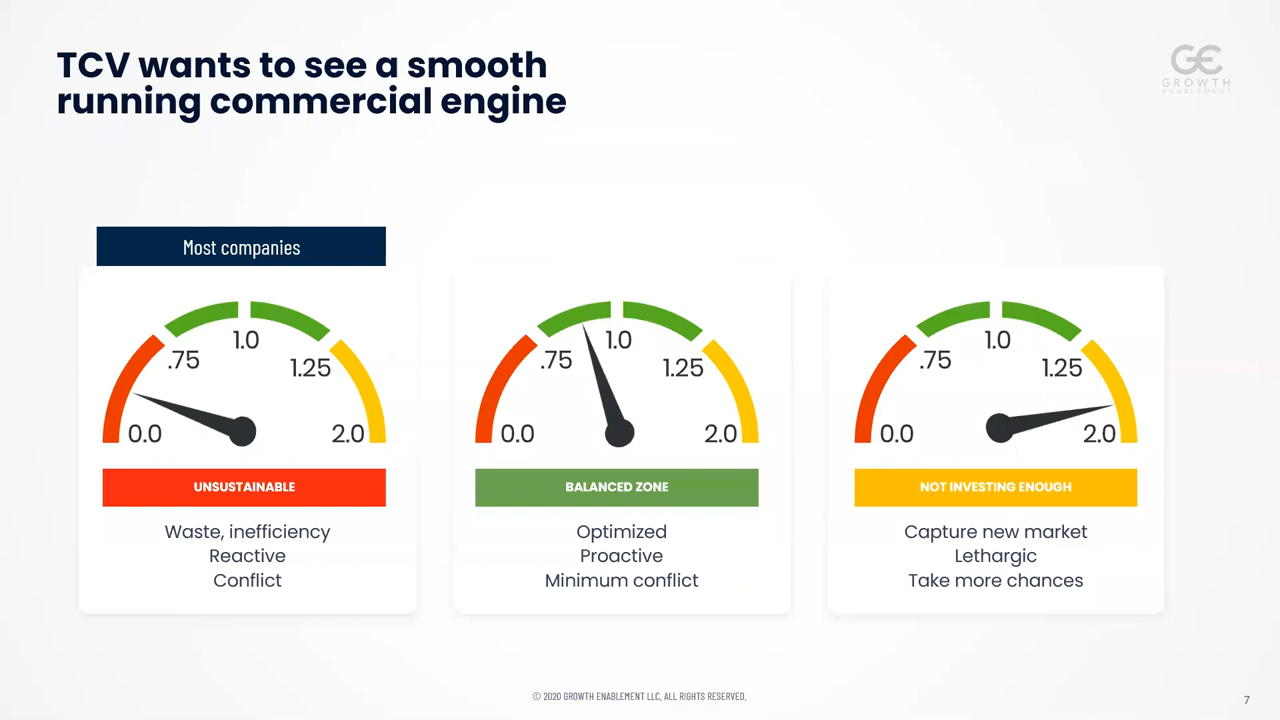 TCV wants to see a smooth
running commercial engine
GE
GROWTH
ENABLEMENT
Most companies
0.0
.75
1.0
1.25
2.0
UNSUSTAINABLE
Waste, inefficiency
Reactive
Conflict
0.0
.75
1.0
1.25
2.0
BALANCED ZONE
Optimized
Proactive
Minimum conflict
0.0
.75
1.0
1.25
2.0
NOT INVESTING ENOUGH
Capture new market
Lethargic
Take more chances
© 2020 GROWTH ENABLEMENT LLC. ALL RIGHTS RESERVED.
7